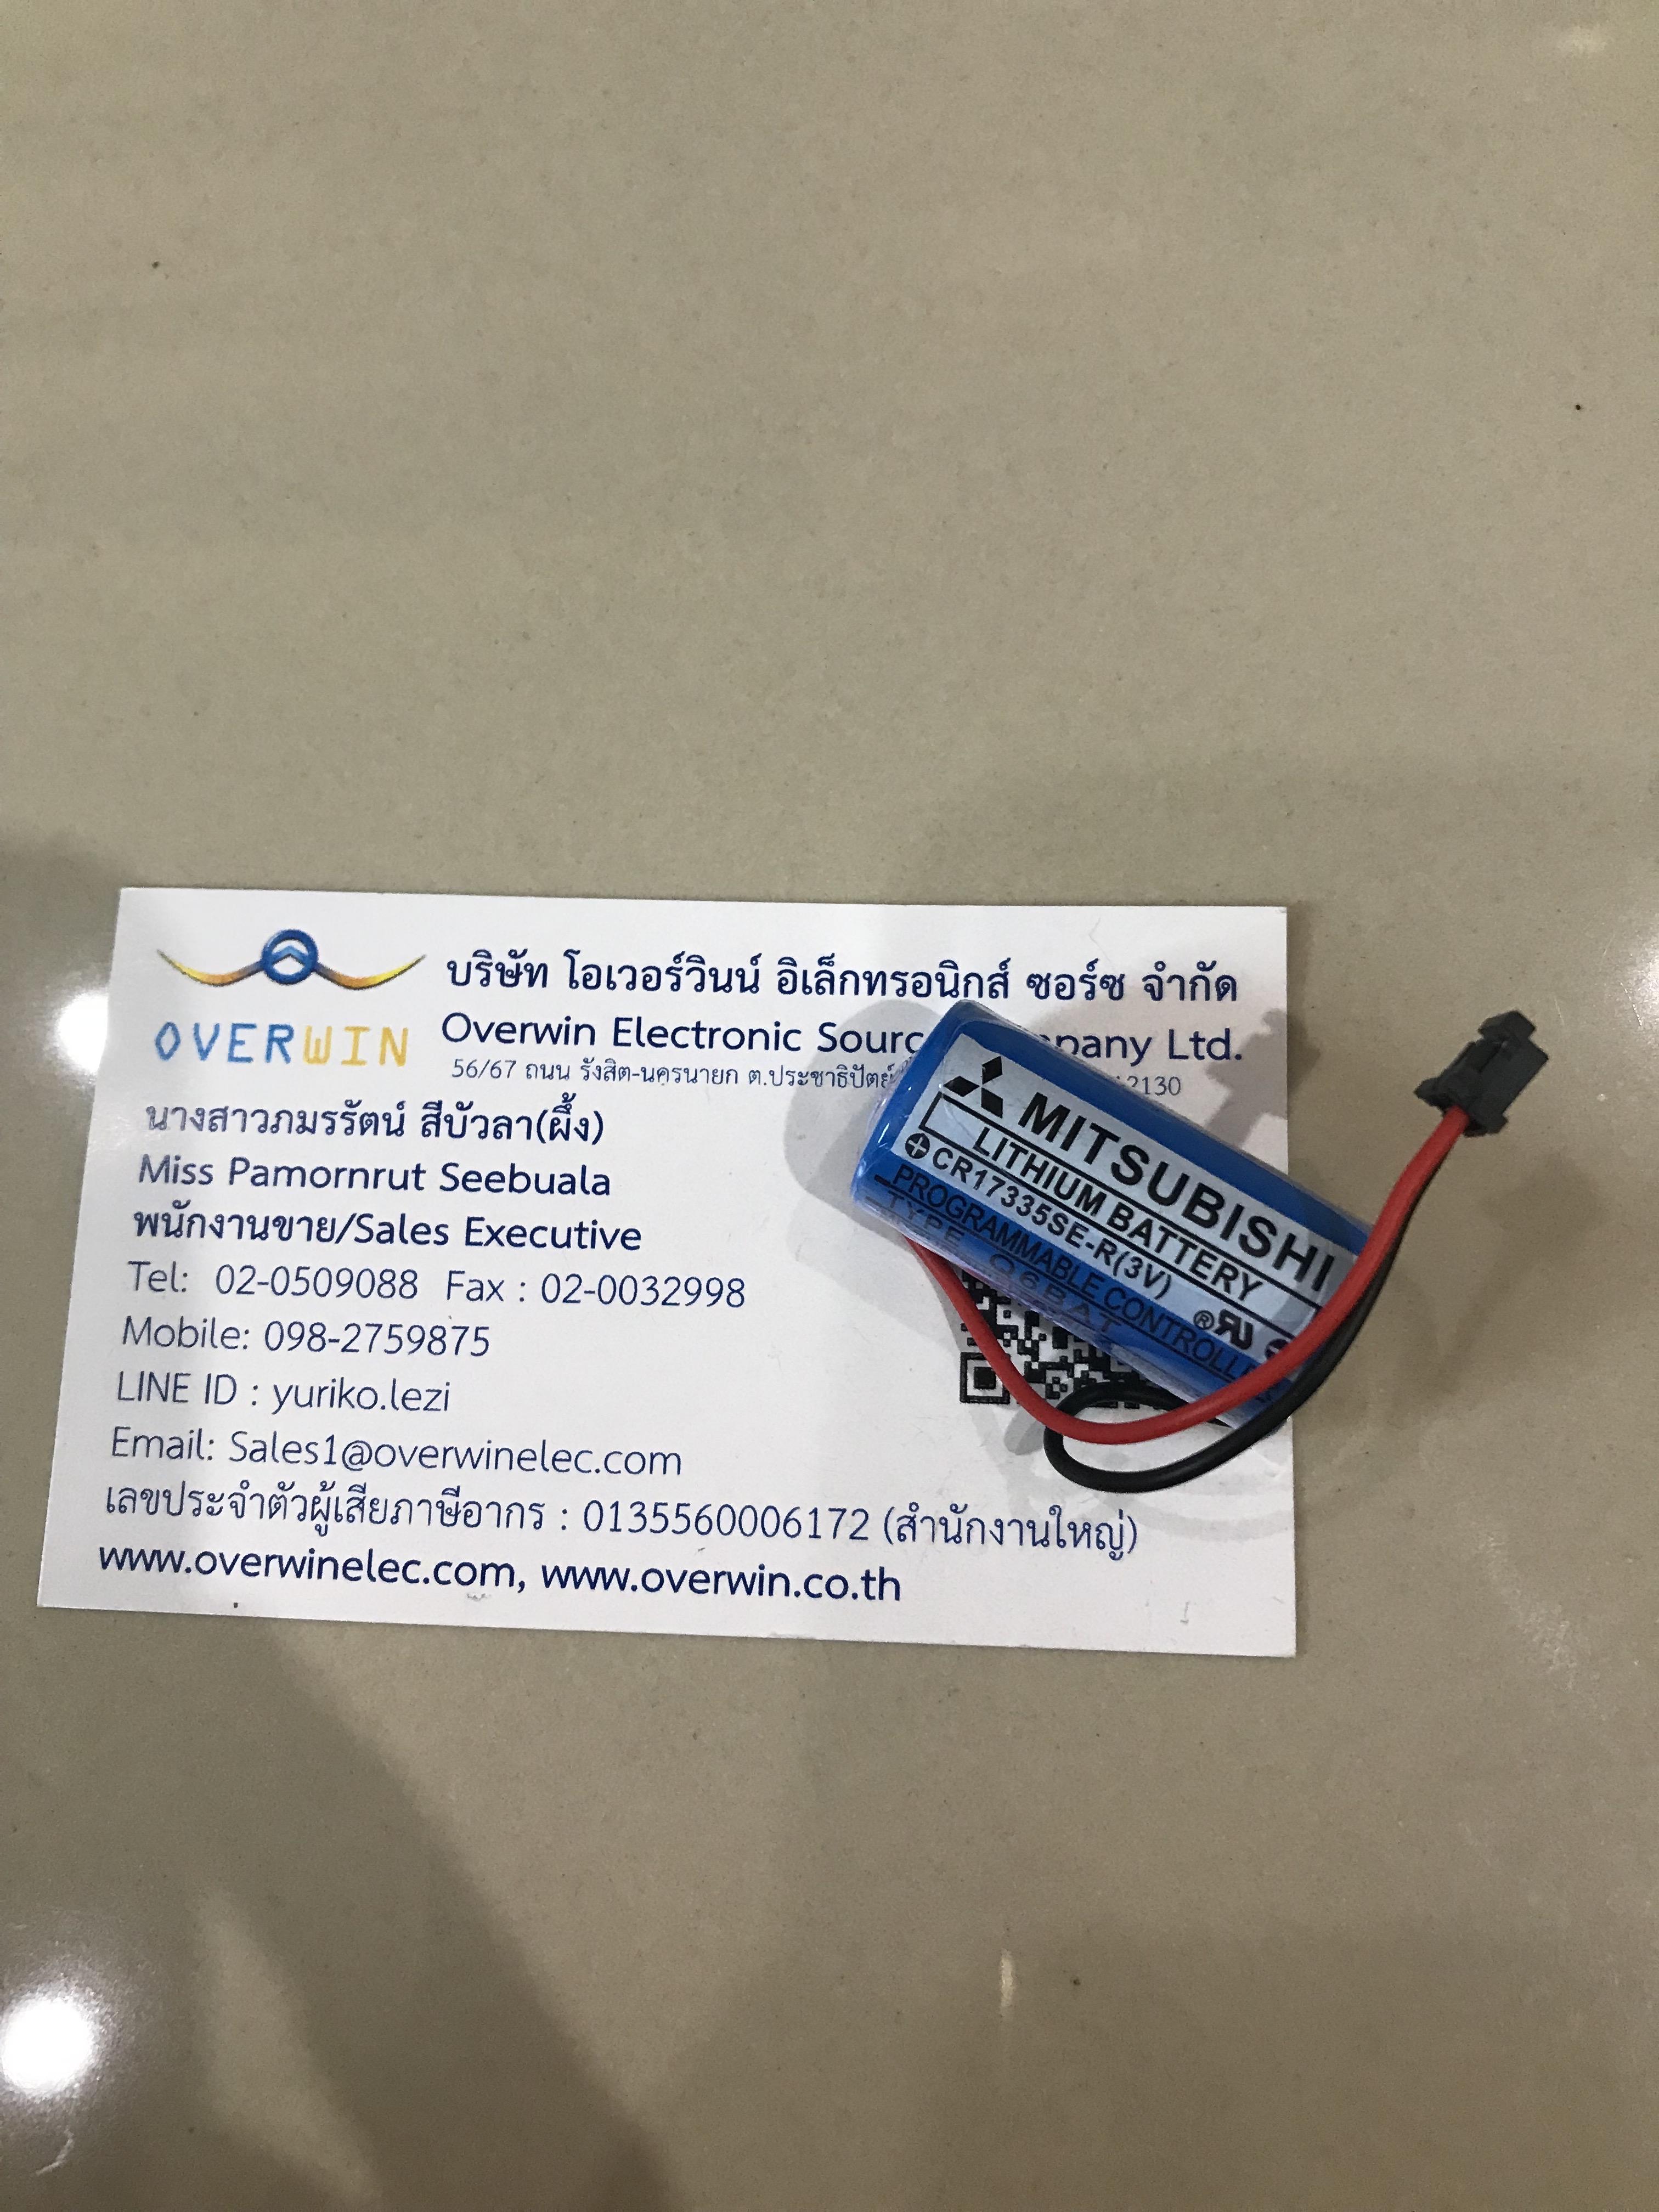 บริษัท โอเวอร์วินน์ อิเล็กทรอนิกส์ ซอร์ซ จำกัด
OVERWIN
Overwin Electronic Sourc pany Ltd.
56/67 ถนน รังสิต-นครนายก ต.ประชาธิปัตย์ 2130
นางสาวภมรรัตน์ สีบัวลา(ผึ้ง)
Miss Pamornrut Seebuala
พนักงานขาย/Sales Executive
Tel: 02-0509088 Fax : 02-0032998
Mobile: 098-2759875
LINE ID : yuriko.lezi
Email: Sales1@overwinelec.com
เลขประจำตัวผู้เสียภาษีอากร : 0135560006172 (สำนักงานใหญ่)
www.overwinelec.com, www.overwin.co.th
MITSUBISHI
LITHIUM BATTERY
CR17335SE-R(3V)
PROGRAMMABLE CONTROLLE
TYPE Q6BAT